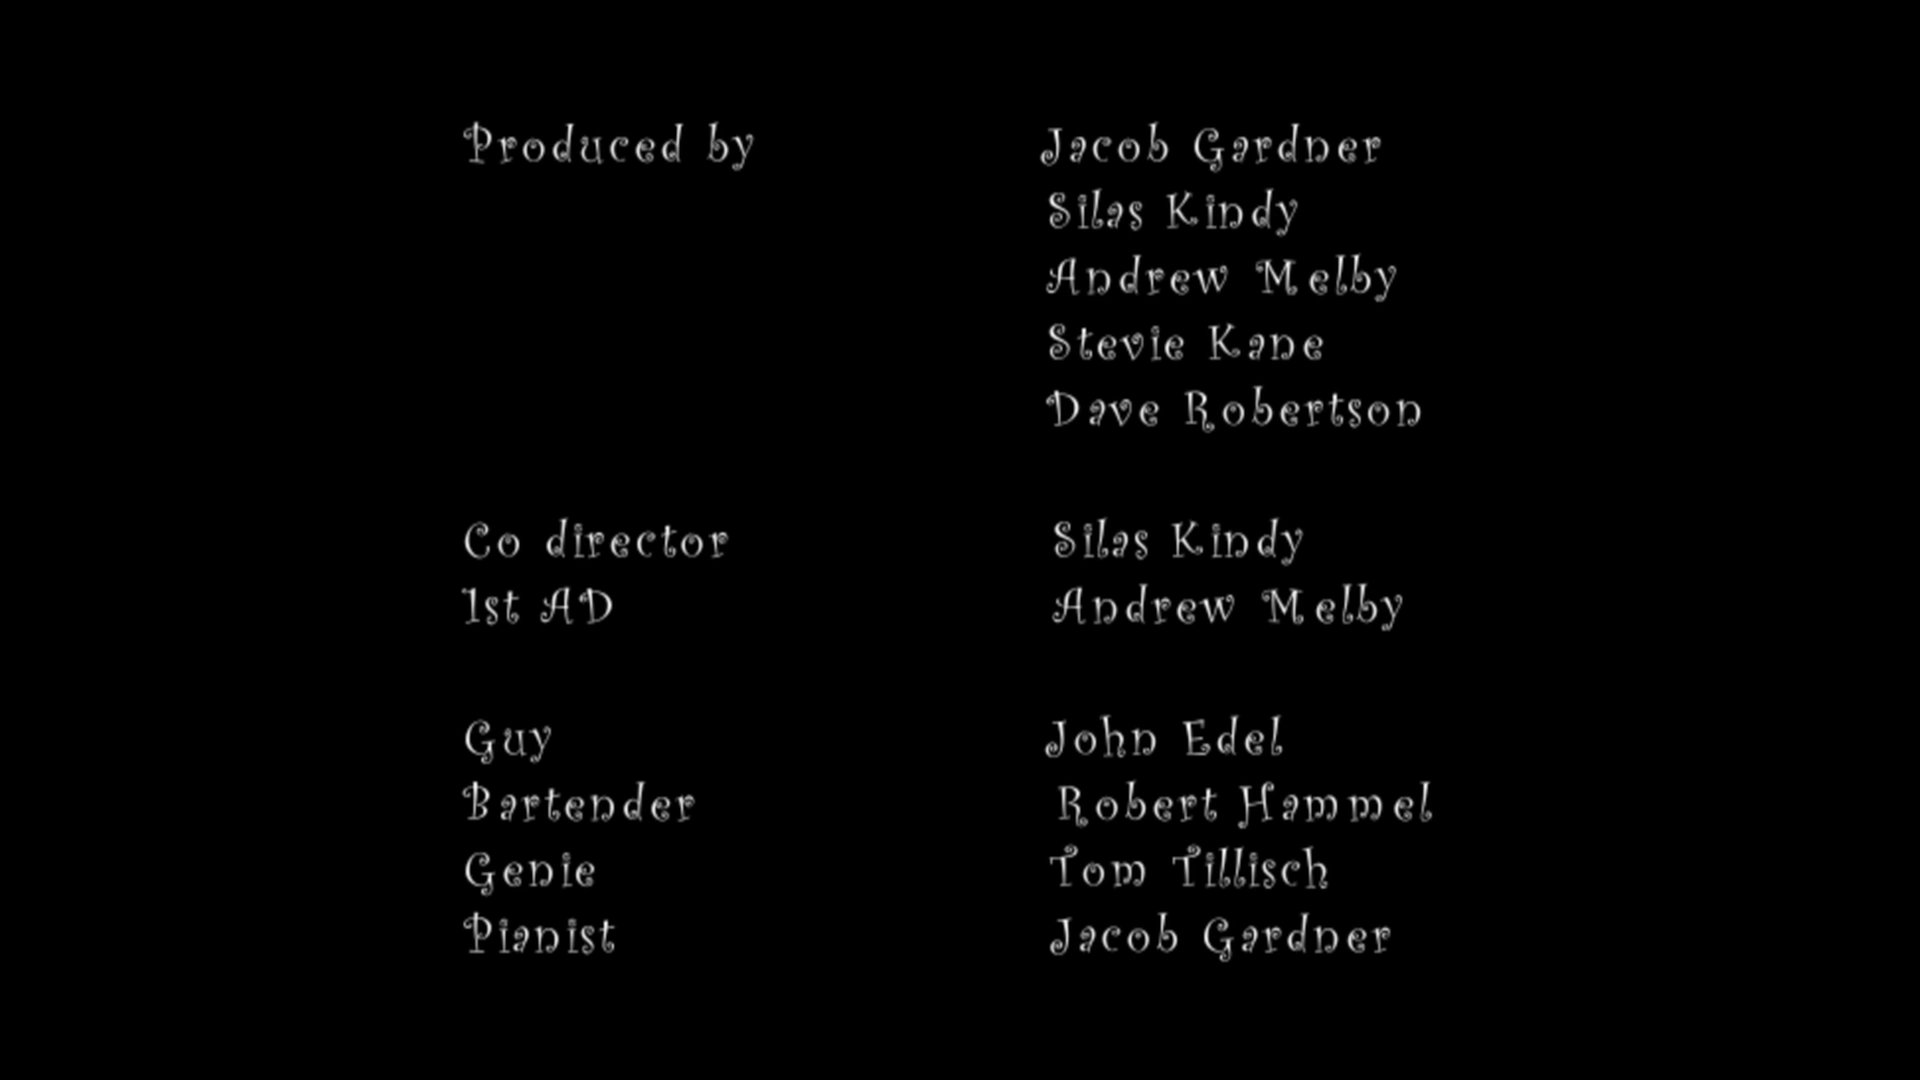 Produced by Jacob Gardner
Silas Kindy
Andrew Melby
Stevie Kane
Dave Robertson
Co director Silas Kindy
1st AD Andrew Melby
Guy John Edel
Bartender Robert Hammel
Genie Tom Tillisch
Pianist Jacob Gardner